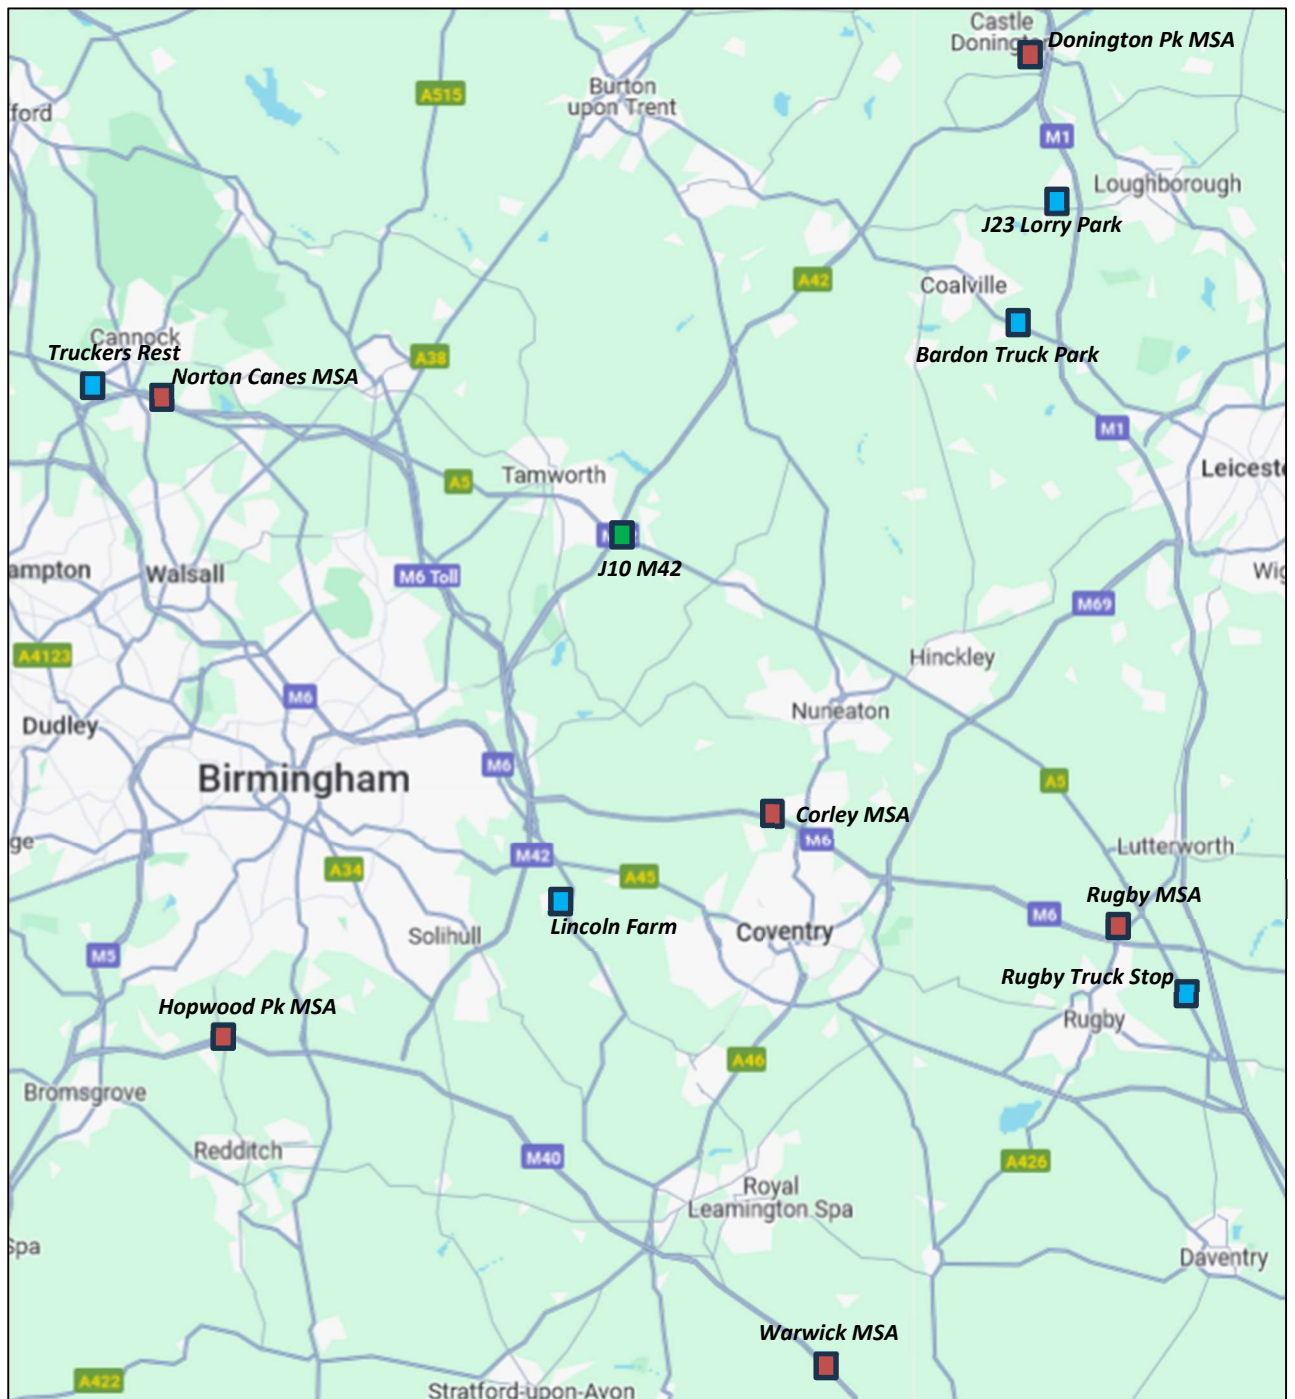 Castle
Donington
Donington Pk MSA
A515
Burton
upon Trent
fford
M1
Loughborough
J23 Lorry Park
A42
Coalville
Cannock
Truckers Rest
A38
Bardon Truck Park
Norton Canes MSA
M1
Leiceste
Tamworth
A5
J10 M42
ampton
Walsall
M6 Toll
Wig
M69
A4123
Hinckley
M6
Nuneaton
Dudley
M6
Birmingham
A5
Corley MSA
M6
ge
Lutterworth
M42
A34
A45
Rugby MSA
Lincoln Farm
M6
Solihull
Coventry
M5
Rugby Truck Stop
Hopwood Pk MSA
Rugby
A46
Bromsgrove
Redditch
M40
A426
Royal
Leamington Spa
Spa
Daventry
Warwick MSA
A422
Stratford-upon-Avon